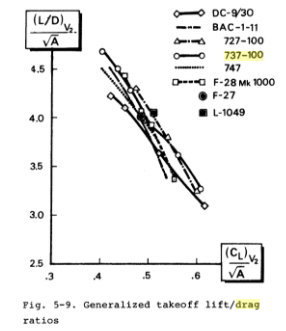 (L/D)V2
√A
DC-9/30
BAC-1-11
727-100
737-100
747
F-28 Mk 1000
F-27
L-1049
4.5
4.0
3.5
3.0
2.5
.3 .4 .5 .6 .7
(CL)V2
√A
Fig. 5-9. Generalized takeoff lift/drag
ratios